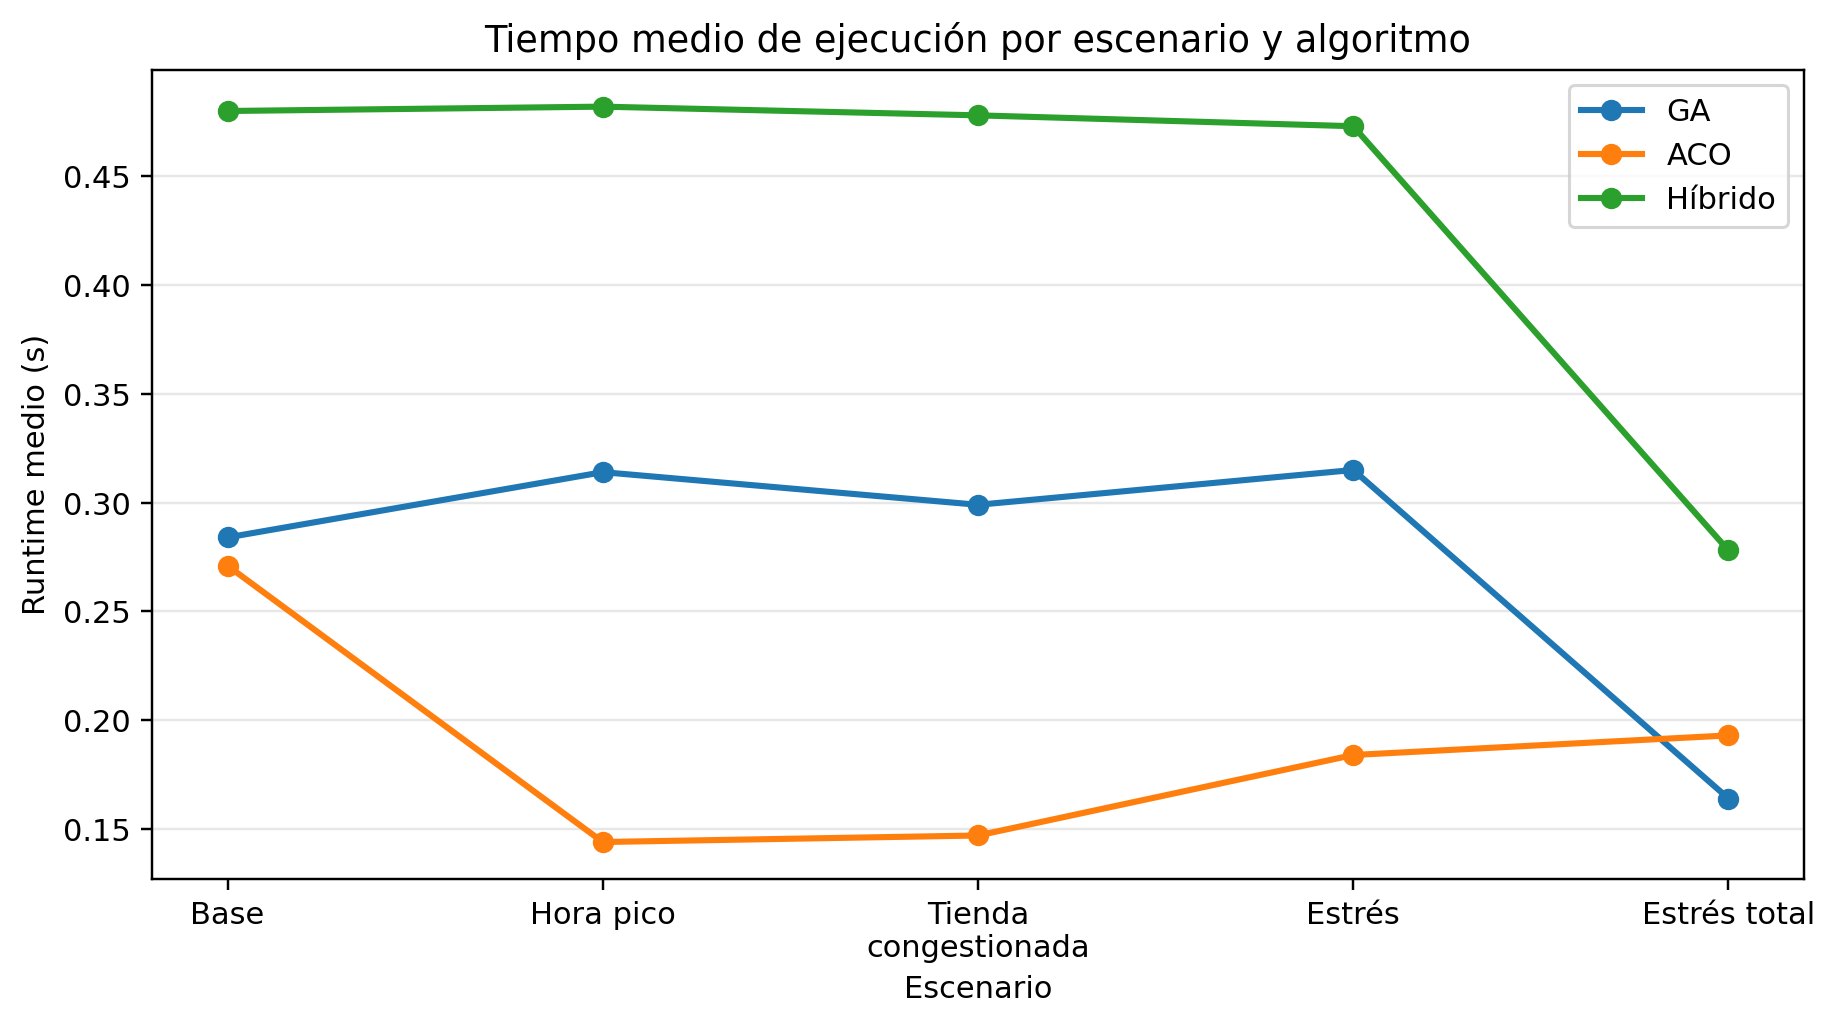 Tiempo medio de ejecución por escenario y algoritmo
GA
ACO
Híbrido
Runtime medio (s)
0.45
0.40
0.35
0.30
0.25
0.20
0.15
Base
Hora pico
Tienda
congestionada
Estrés
Estrés total
Escenario